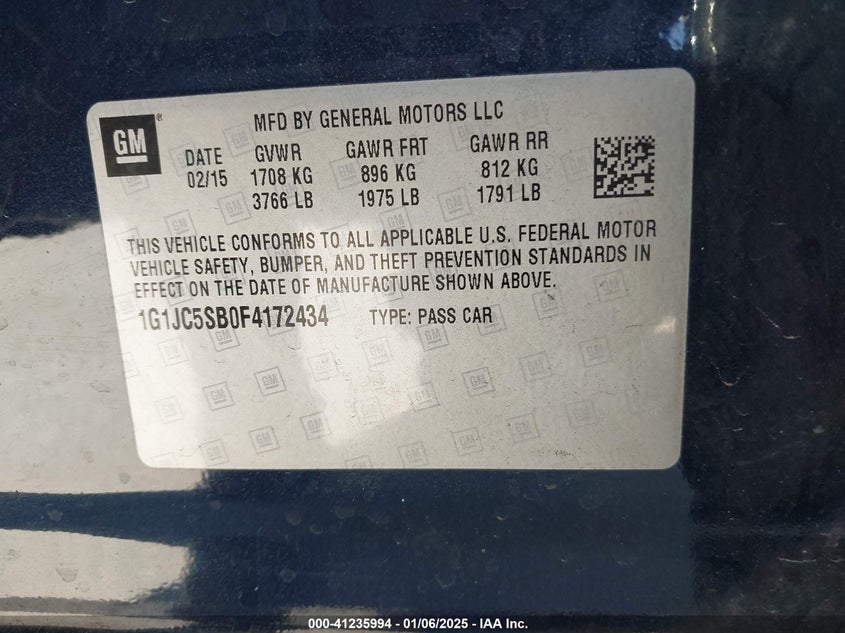 GM
MFD BY GENERAL MOTORS LLC
DATE GVWR GAWR FRT GAWR RR
02/15 1708 KG 896 KG 812 KG
3766 LB 1975 LB 1791 LB
THIS VEHICLE CONFORMS TO ALL APPLICABLE U.S. FEDERAL MOTOR
VEHICLE SAFETY, BUMPER, AND THEFT PREVENTION STANDARDS IN
EFFECT ON THE DATE OF MANUFACTURE SHOWN ABOVE.
1G1JC5SB0F4172434 TYPE: PASS CAR
000-41235994 - 01/06/2025 - IAA Inc.